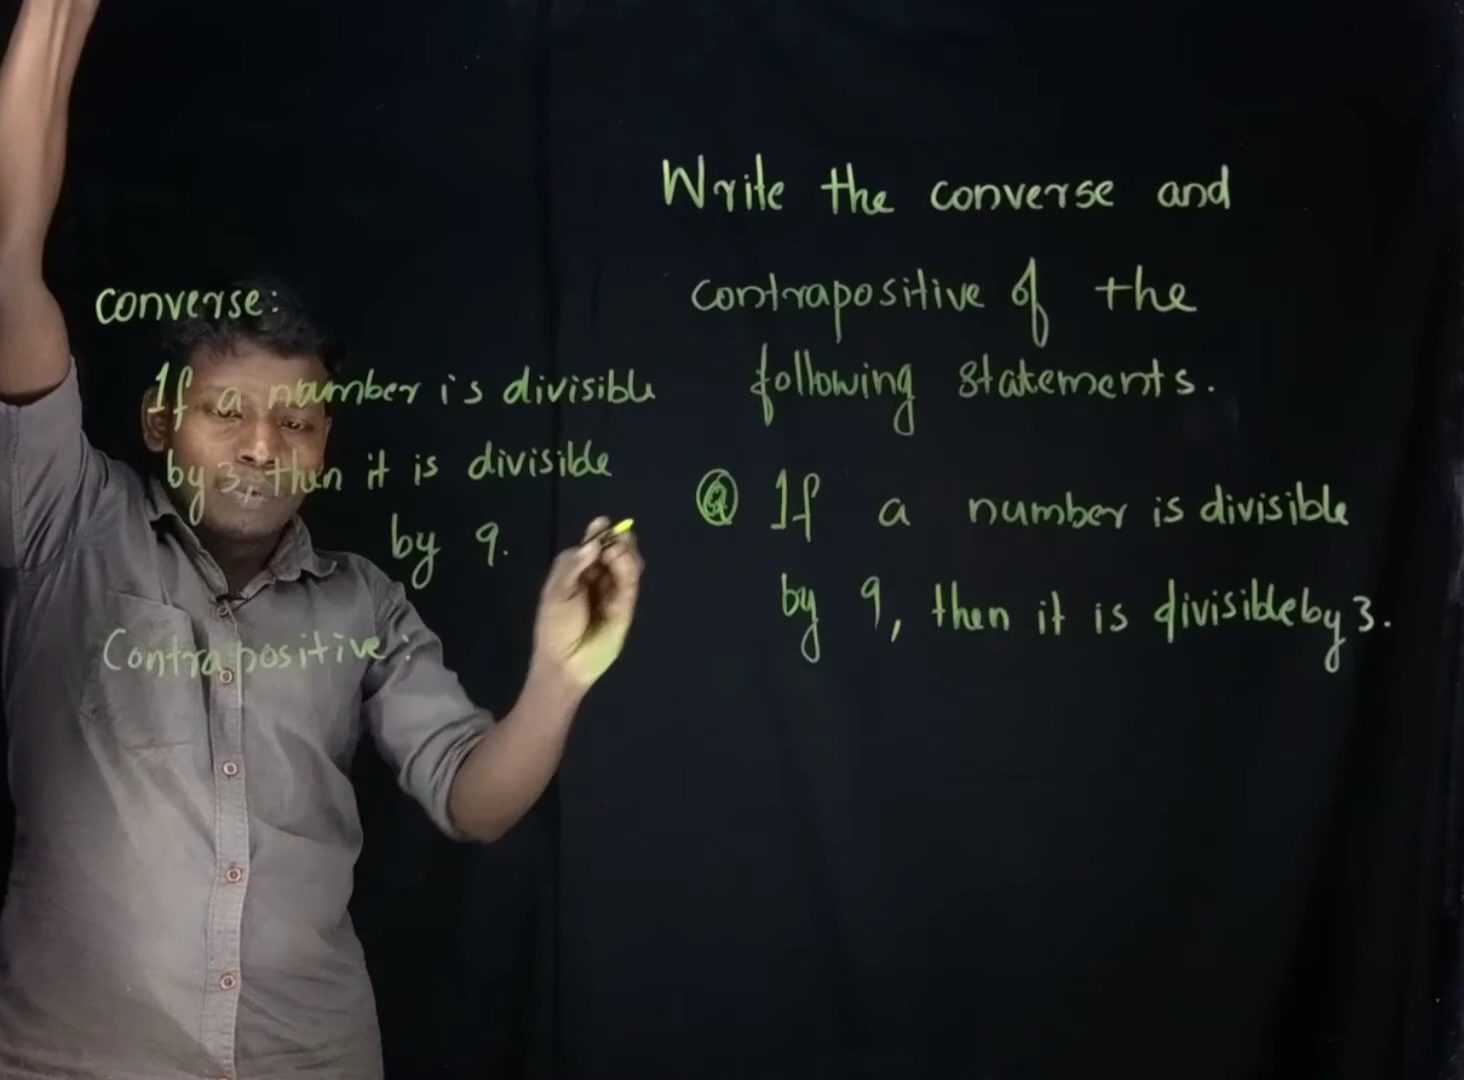 Write the converse and
contrapositive of the
following statements.
If a number is divisible
by 9, then it is divisible by 3.
converse:
If a number is divisible
by 3, then it is divisible
by 9.
Contrapositive: